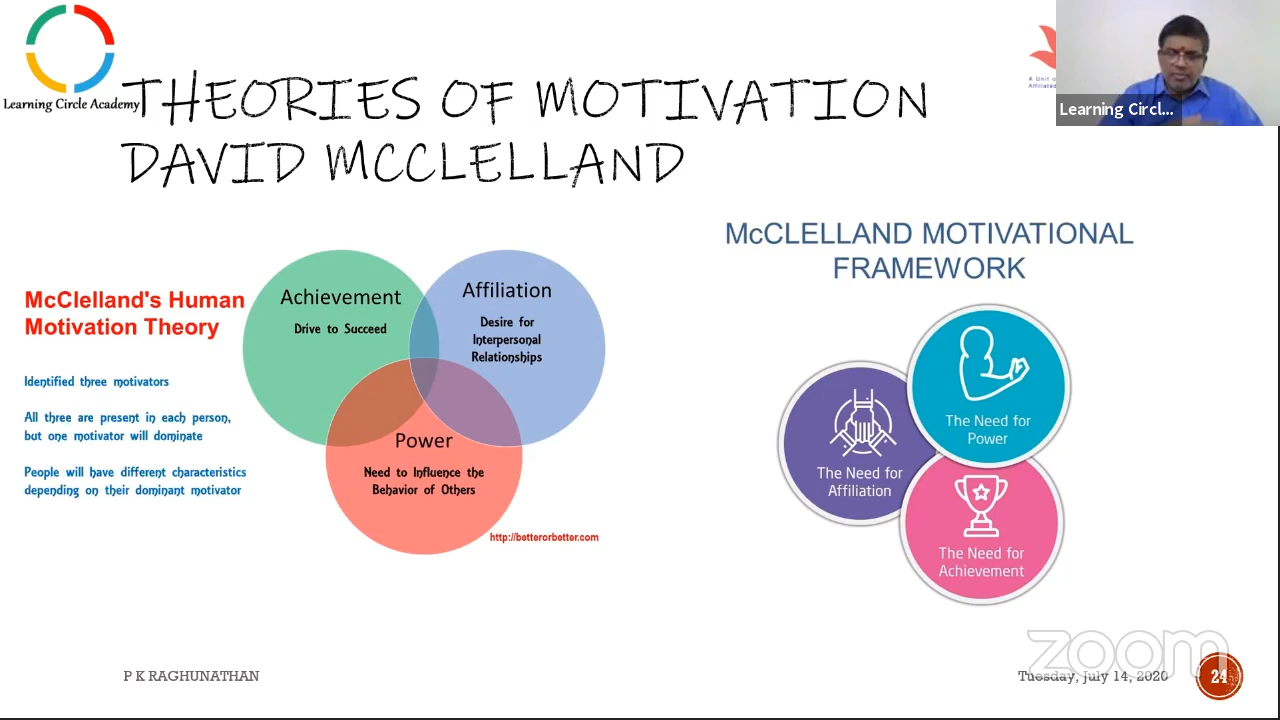 Learning Circle Academy
THEORIES OF MOTIVATION
DAVID MCCLELLAND
A Unit of
Affiliated
Learning Circl...
McClelland's Human
Motivation Theory
Identified three motivators
All three are present in each person,
but one motivator will dominate
People will have different characteristics
depending on their dominant motivator
Achievement
Drive to Succeed
Affiliation
Desire for
Interpersonal
Relationships
Power
Need to Influence the
Behavior of Others
http://betterorbetter.com
McCLELLAND MOTIVATIONAL
FRAMEWORK
The Need for
Power
The Need for
Affiliation
The Need for
Achievement
zoom
P K RAGHUNATHAN
Tuesday, July 14, 2020
24